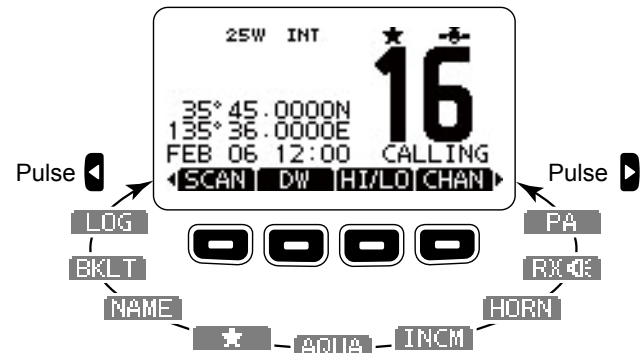 25W INT
16
35°45.0000N
135°36.0000E
FEB 06 12:00 CALLING
SCAN DW HI/LO CHAN
Pulse
Pulse
LOG
PA
BKLT
RX
NAME
HORN
AQUA
INCM